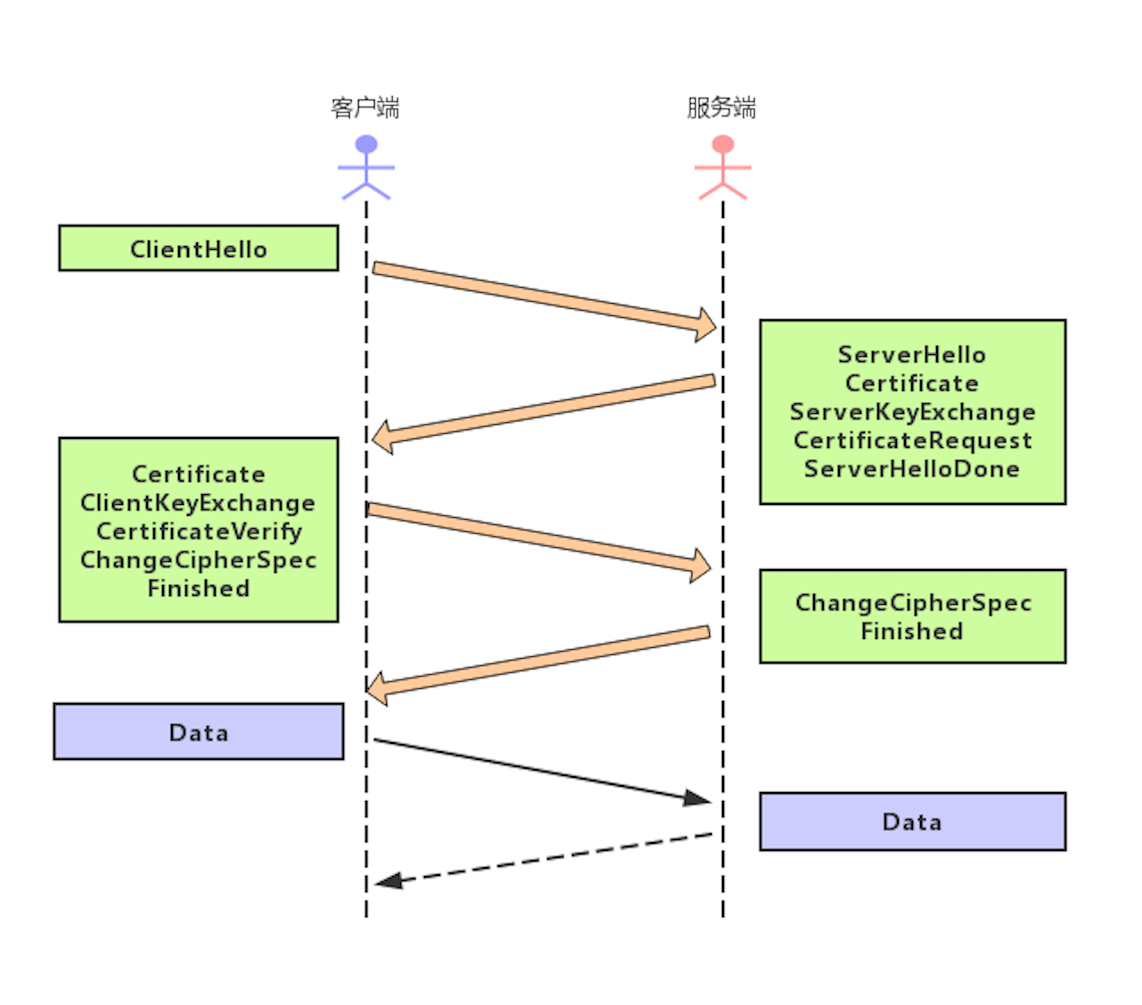 客户端
服务端
ClientHello
ServerHello
Certificate
ServerKeyExchange
CertificateRequest
ServerHelloDone
Certificate
ClientKeyExchange
CertificateVerify
ChangeCipherSpec
Finished
ChangeCipherSpec
Finished
Data
Data